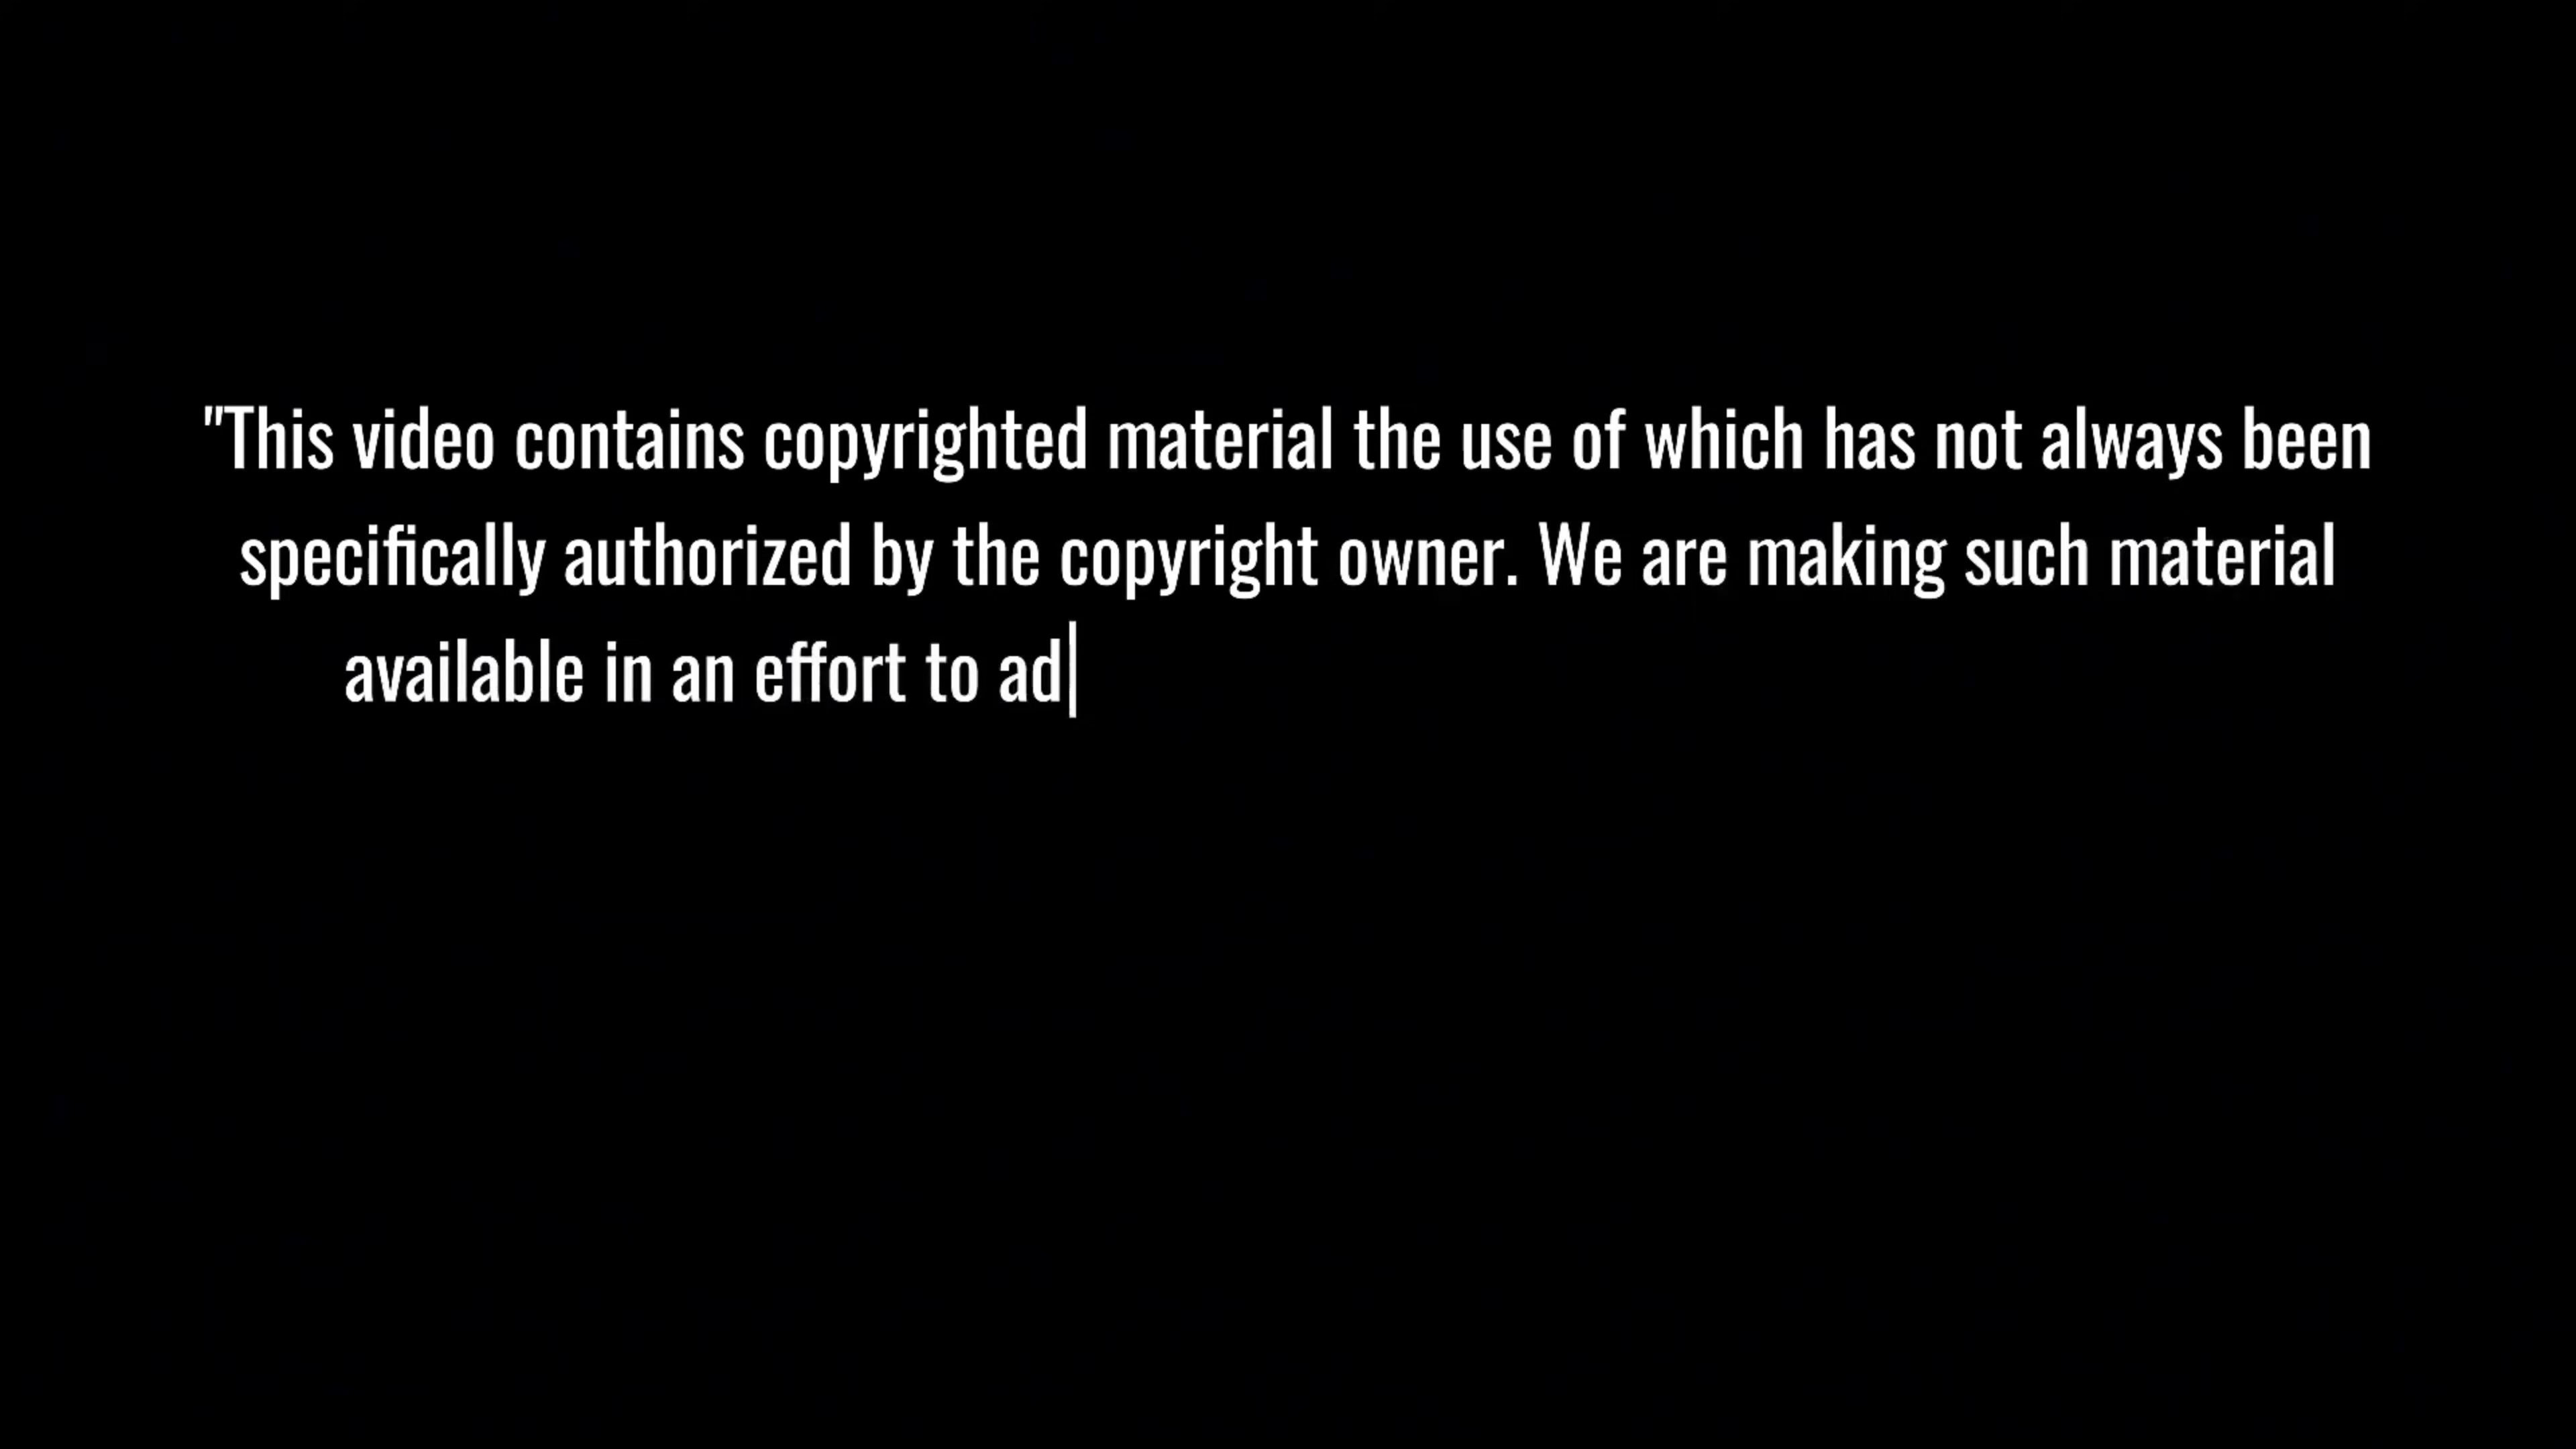 "This video contains copyrighted material the use of which has not always been
specifically authorized by the copyright owner. We are making such material
available in an effort to ad